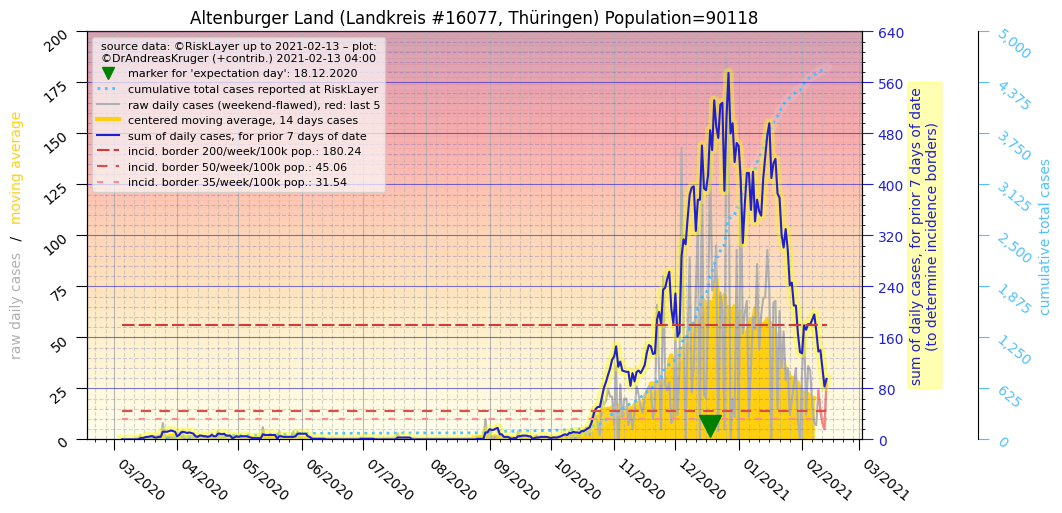 Altenburger Land (Landkreis #16077, Thüringen) Population=90118
source data: ©RiskLayer up to 2021-02-13 – plot:
©DrAndreasKruger (+contrib.) 2021-02-13 04:00
marker for 'expectation day': 18.12.2020
cumulative total cases reported at RiskLayer
raw daily cases (weekend-flawed), red: last 5
centered moving average, 14 days cases
sum of daily cases, for prior 7 days of date
incid. border 200/week/100k pop.: 180.24
incid. border 50/week/100k pop.: 45.06
incid. border 35/week/100k pop.: 31.54
raw daily cases / moving average
200
175
150
125
100
75
50
25
0
03/2020
04/2020
05/2020
06/2020
07/2020
08/2020
09/2020
10/2020
11/2020
12/2020
01/2021
02/2021
03/2021
640
560
480
400
320
240
160
80
0
sum of daily cases, for prior 7 days of date
(to determine incidence borders)
5,000
4,375
3,750
3,125
2,500
1,875
1,250
625
0
cumulative total cases